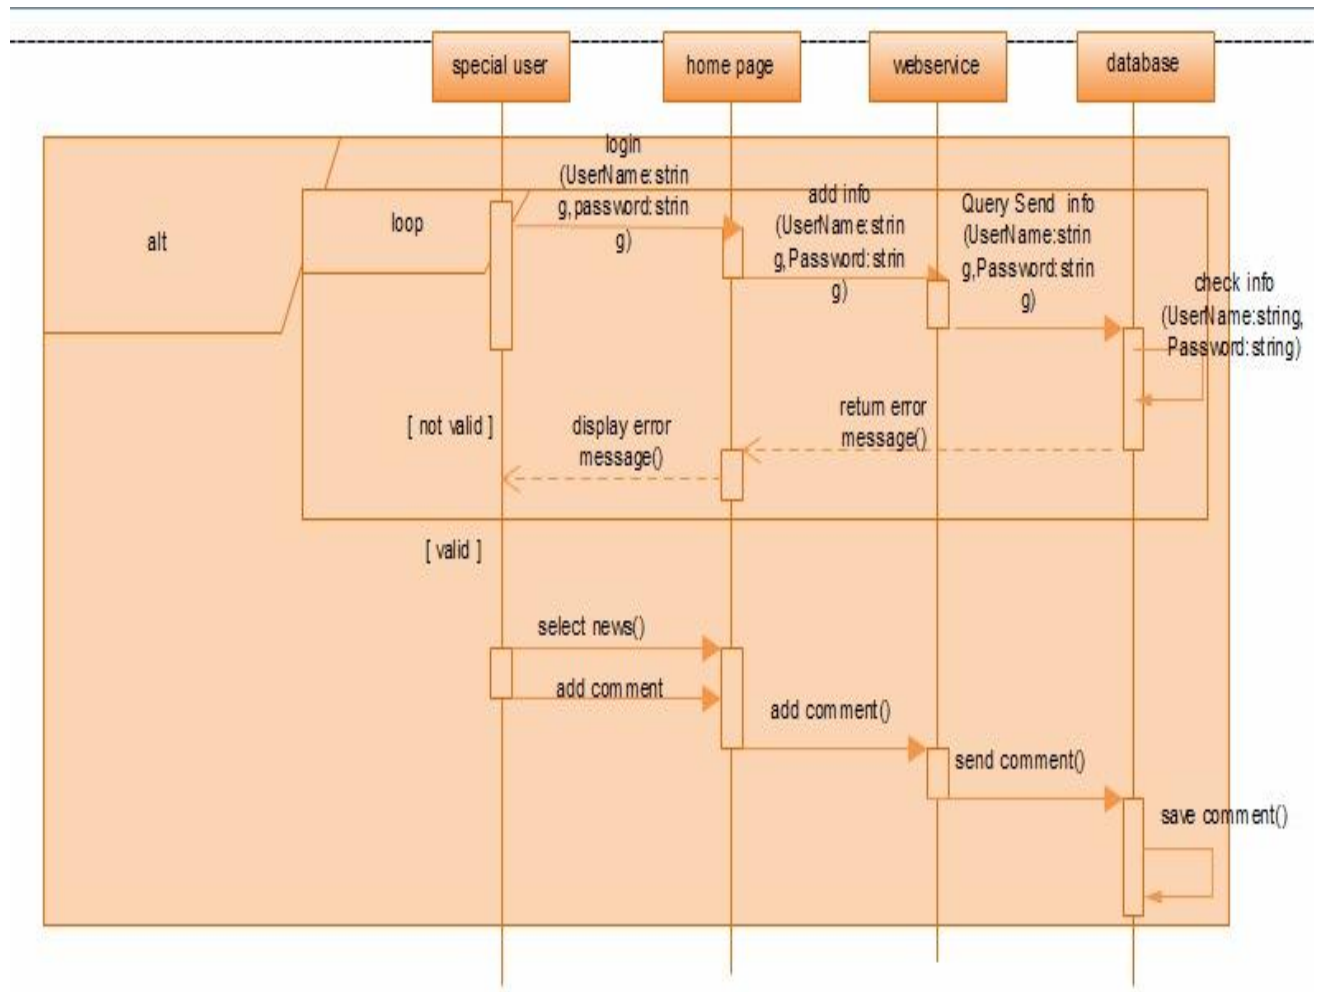 special user
home page
webservice
database
alt
loop
login
(UserName:strin
g,password:strin
g)
add info
(UserName:strin
g,Password:strin
g)
Query Send info
(UserName:strin
g,Password:strin
g)
check info
(UserName:string,
Password:string)
[ not valid ]
display error
message()
return error
message()
[ valid ]
select news()
add comment
add comment()
send comment()
save comment()